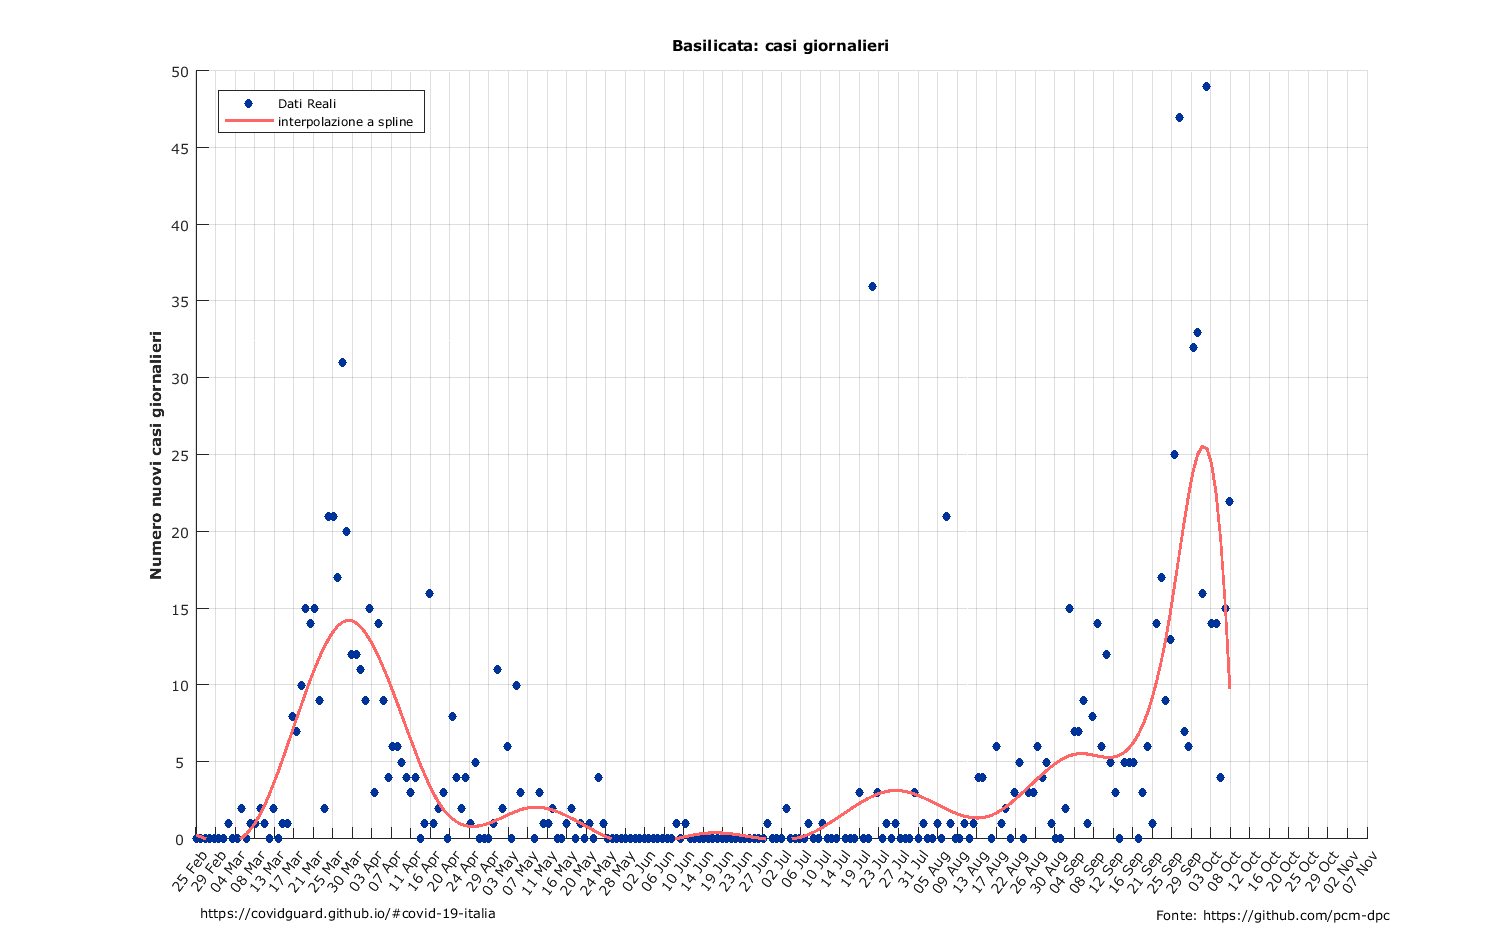 Basilicata: casi giornalieri
Dati Reali
interpolazione a spline
Numero nuovi casi giornalieri
50
45
40
35
30
25
20
15
10
5
0
25 Feb
29 Feb
04 Mar
08 Mar
13 Mar
17 Mar
21 Mar
25 Mar
30 Mar
03 Apr
07 Apr
11 Apr
16 Apr
20 Apr
24 Apr
29 Apr
03 May
07 May
11 May
16 May
20 May
24 May
28 May
02 Jun
06 Jun
10 Jun
14 Jun
19 Jun
23 Jun
27 Jun
02 Jul
06 Jul
10 Jul
14 Jul
19 Jul
23 Jul
27 Jul
31 Jul
05 Aug
09 Aug
13 Aug
17 Aug
22 Aug
26 Aug
30 Aug
04 Sep
08 Sep
12 Sep
16 Sep
21 Sep
25 Sep
29 Sep
03 Oct
08 Oct
12 Oct
16 Oct
20 Oct
25 Oct
29 Oct
02 Nov
07 Nov
https://covidguard.github.io/#covid-19-italia
Fonte: https://github.com/pcm-dpc